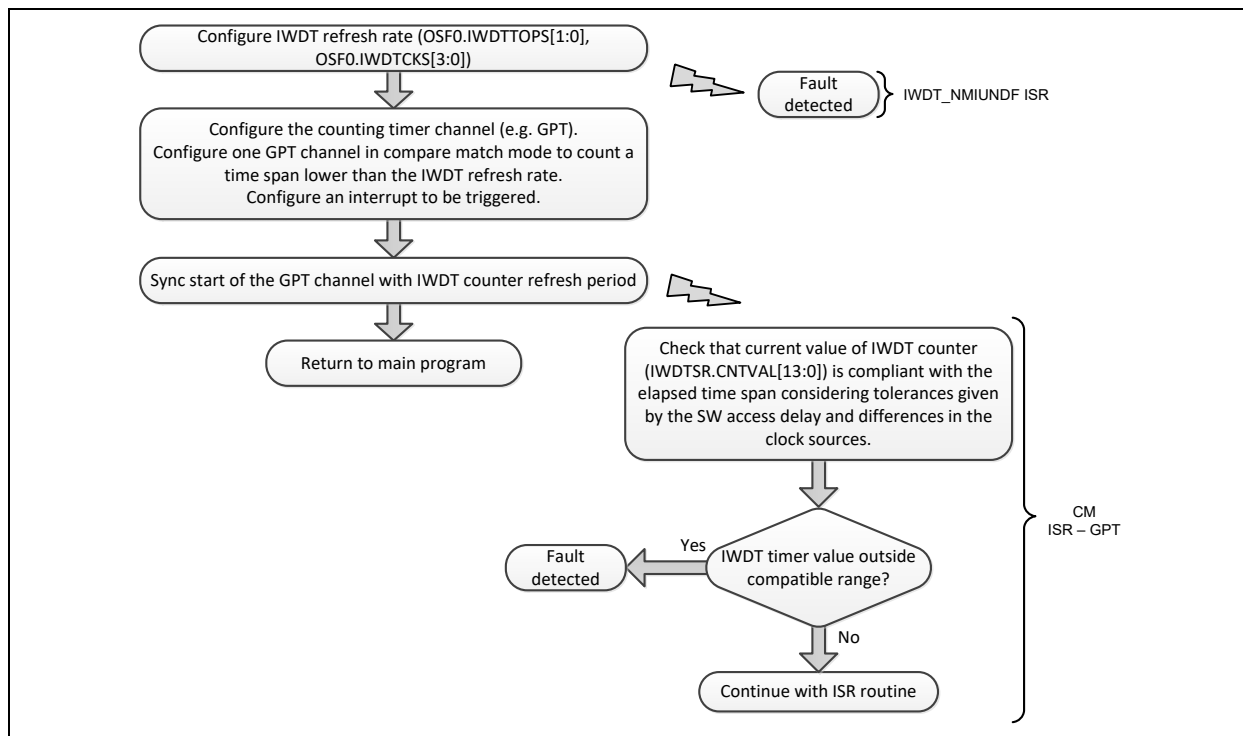 Configure IWDT refresh rate (OSF0.IWDTTOPS[1:0],
OSF0.IWDTCKS[3:0])
Fault
detected
IWDT_NMIUNDF ISR
Configure the counting timer channel (e.g. GPT).
Configure one GPT channel in compare match mode to count a
time span lower than the IWDT refresh rate.
Configure an interrupt to be triggered.
Sync start of the GPT channel with IWDT counter refresh period
Return to main program
Check that current value of IWDT counter
(IWDTSR.CNTVAL[13:0]) is compliant with the
elapsed time span considering tolerances given
by the SW access delay and differences in the
clock sources.
CM
ISR – GPT
IWDT timer value outside
compatible range?
Yes
Fault
detected
No
Continue with ISR routine